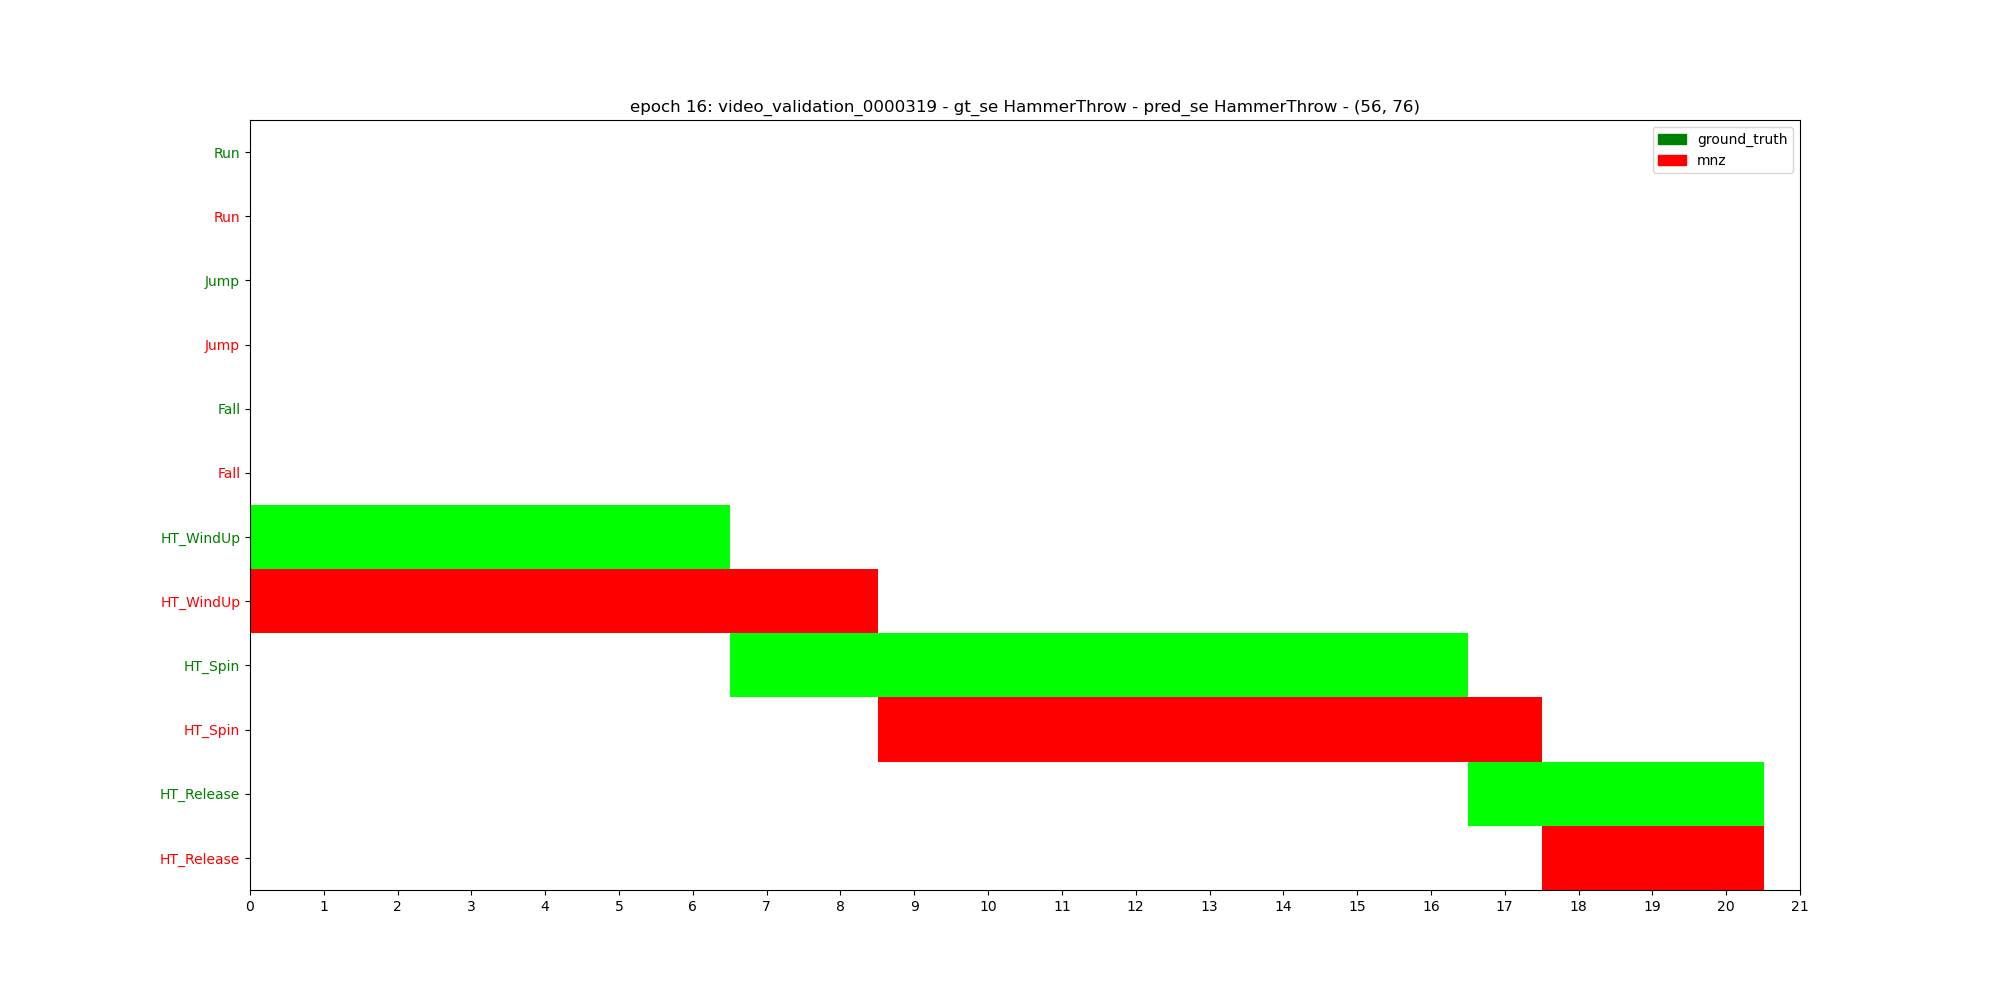 epoch 16: video_validation_0000319 - gt_se HammerThrow - pred_se HammerThrow - (56, 76)
ground_truth
mnz
Run
Run
Jump
Jump
Fall
Fall
HT_WindUp
HT_WindUp
HT_Spin
HT_Spin
HT_Release
HT_Release
0 1 2 3 4 5 6 7 8 9 10 11 12 13 14 15 16 17 18 19 20 21